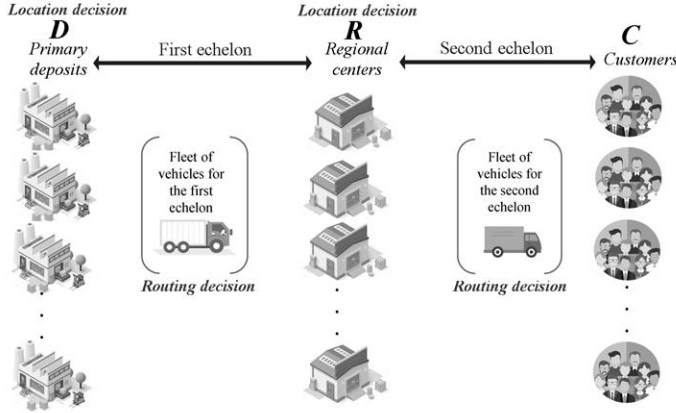 Location decision
D
Primary
deposits
First echelon
Location decision
R
Regional
centers
Second echelon
C
Customers
Fleet of
vehicles for
the first
echelon
Routing decision
Fleet of
vehicles for
the second
echelon
Routing decision